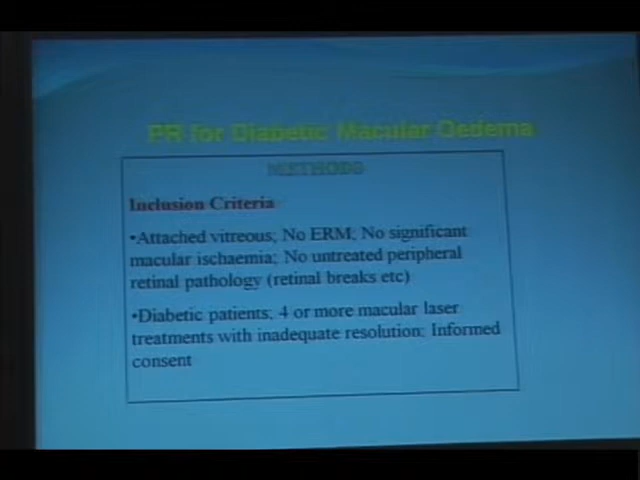 PR for Diabetic Macular Oedema
METHODS
Inclusion Criteria
•Attached vitreous; No ERM; No significant
macular ischaemia; No untreated peripheral
retinal pathology (retinal breaks etc)
•Diabetic patients; 4 or more macular laser
treatments with inadequate resolution; Informed
consent